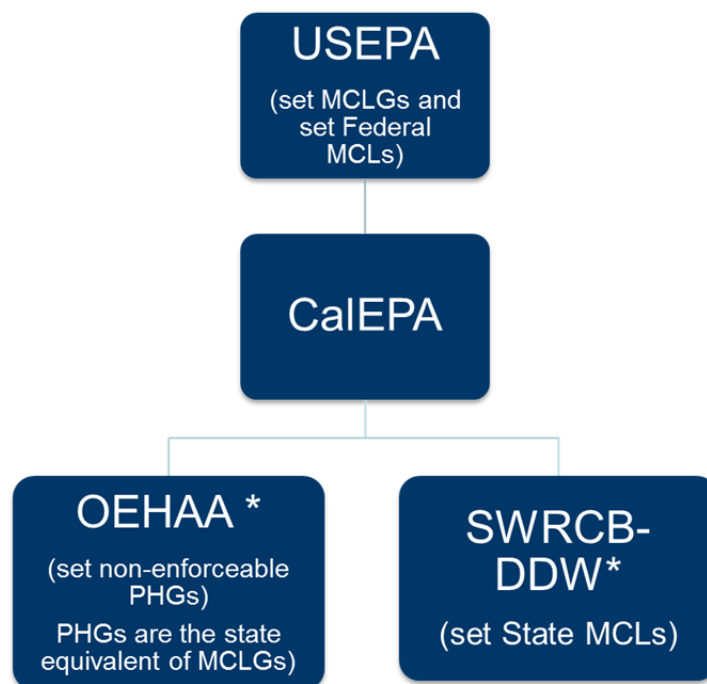 USEPA
(set MCLGs and
set Federal
MCLs)
CalEPA
OEHAA *
(set non-enforceable
PHGs)
PHGs are the state
equivalent of MCLGs)
SWRCB-
DDW*
(set State MCLs)